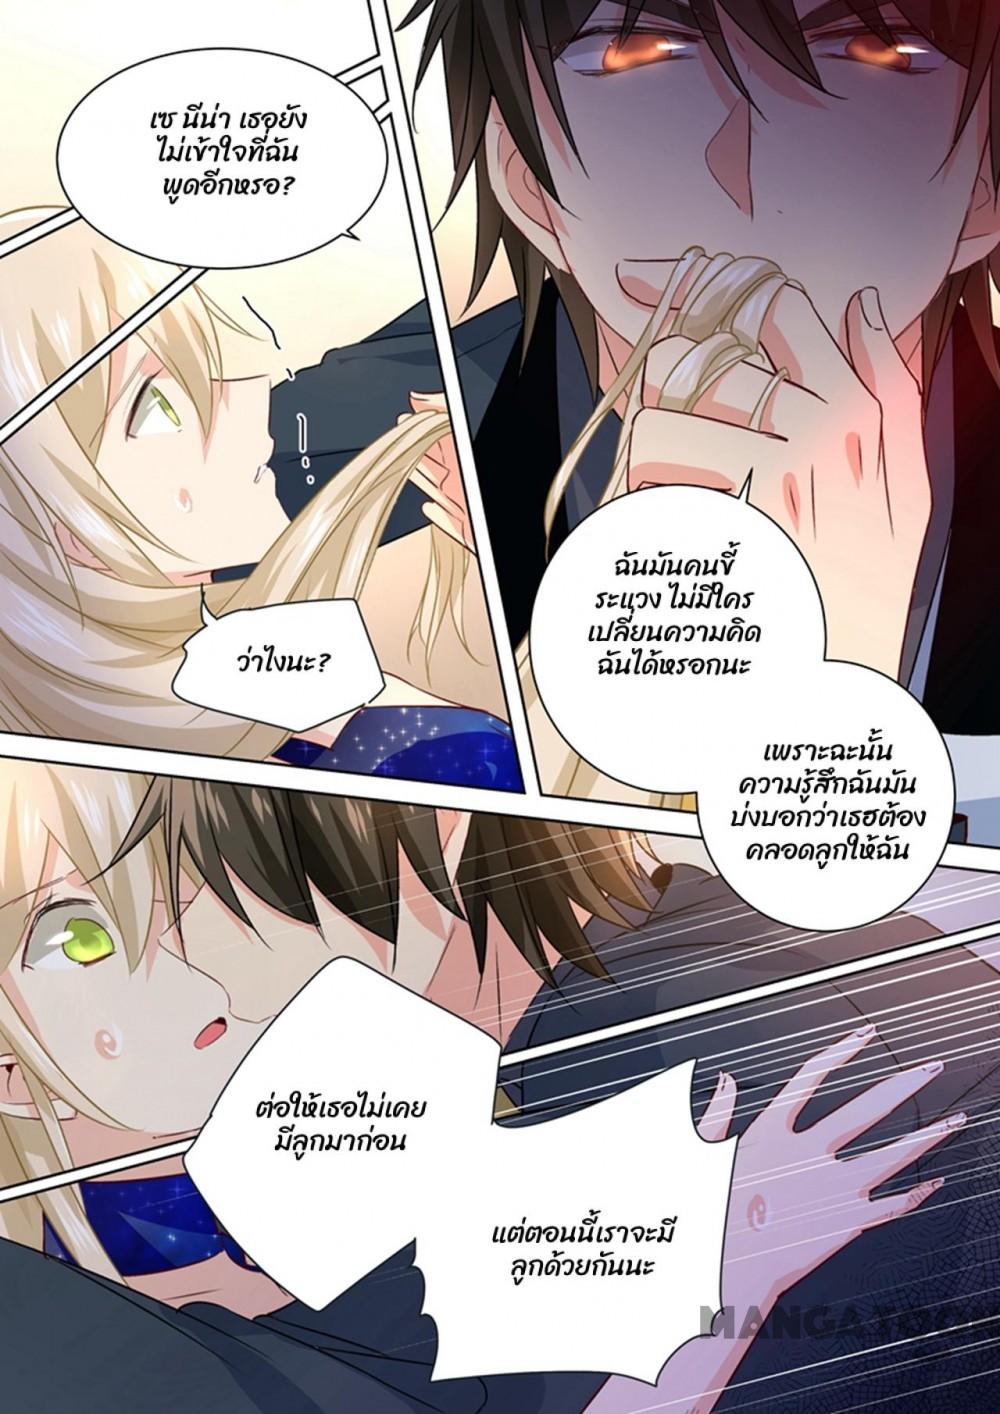 เซ นีน่า เธอยัง
ไม่เข้าใจที่ฉัน
พูดอีกหรอ?
ฉันมันคนขี้
ระแวง ไม่มีใคร
เปลี่ยนความคิด
ฉันได้หรอกนะ
ว่าไงนะ?
เพราะฉะนั้น
ความรู้สึกฉันมัน
บ่งบอกว่าเธอต้อง
คลอดลูกให้ฉัน
ต่อให้เธอไม่เคย
มีลูกมาก่อน
แต่ตอนนี้เราจะมี
ลูกด้วยกันนะ
MANGATOON